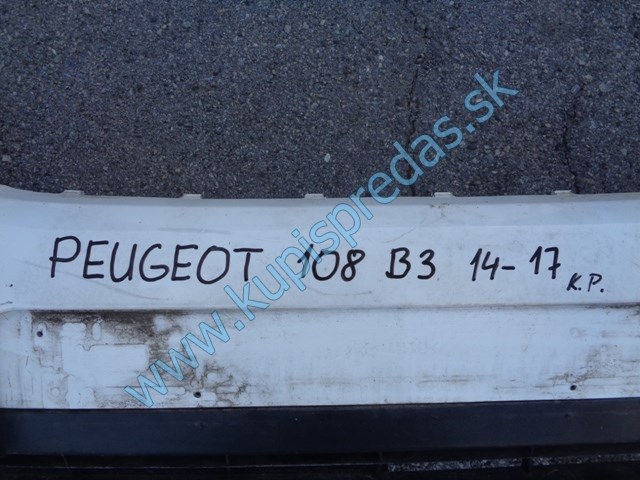 PEUGEOT 108 B3 14-17 K.P.
www.kupispredas.sk